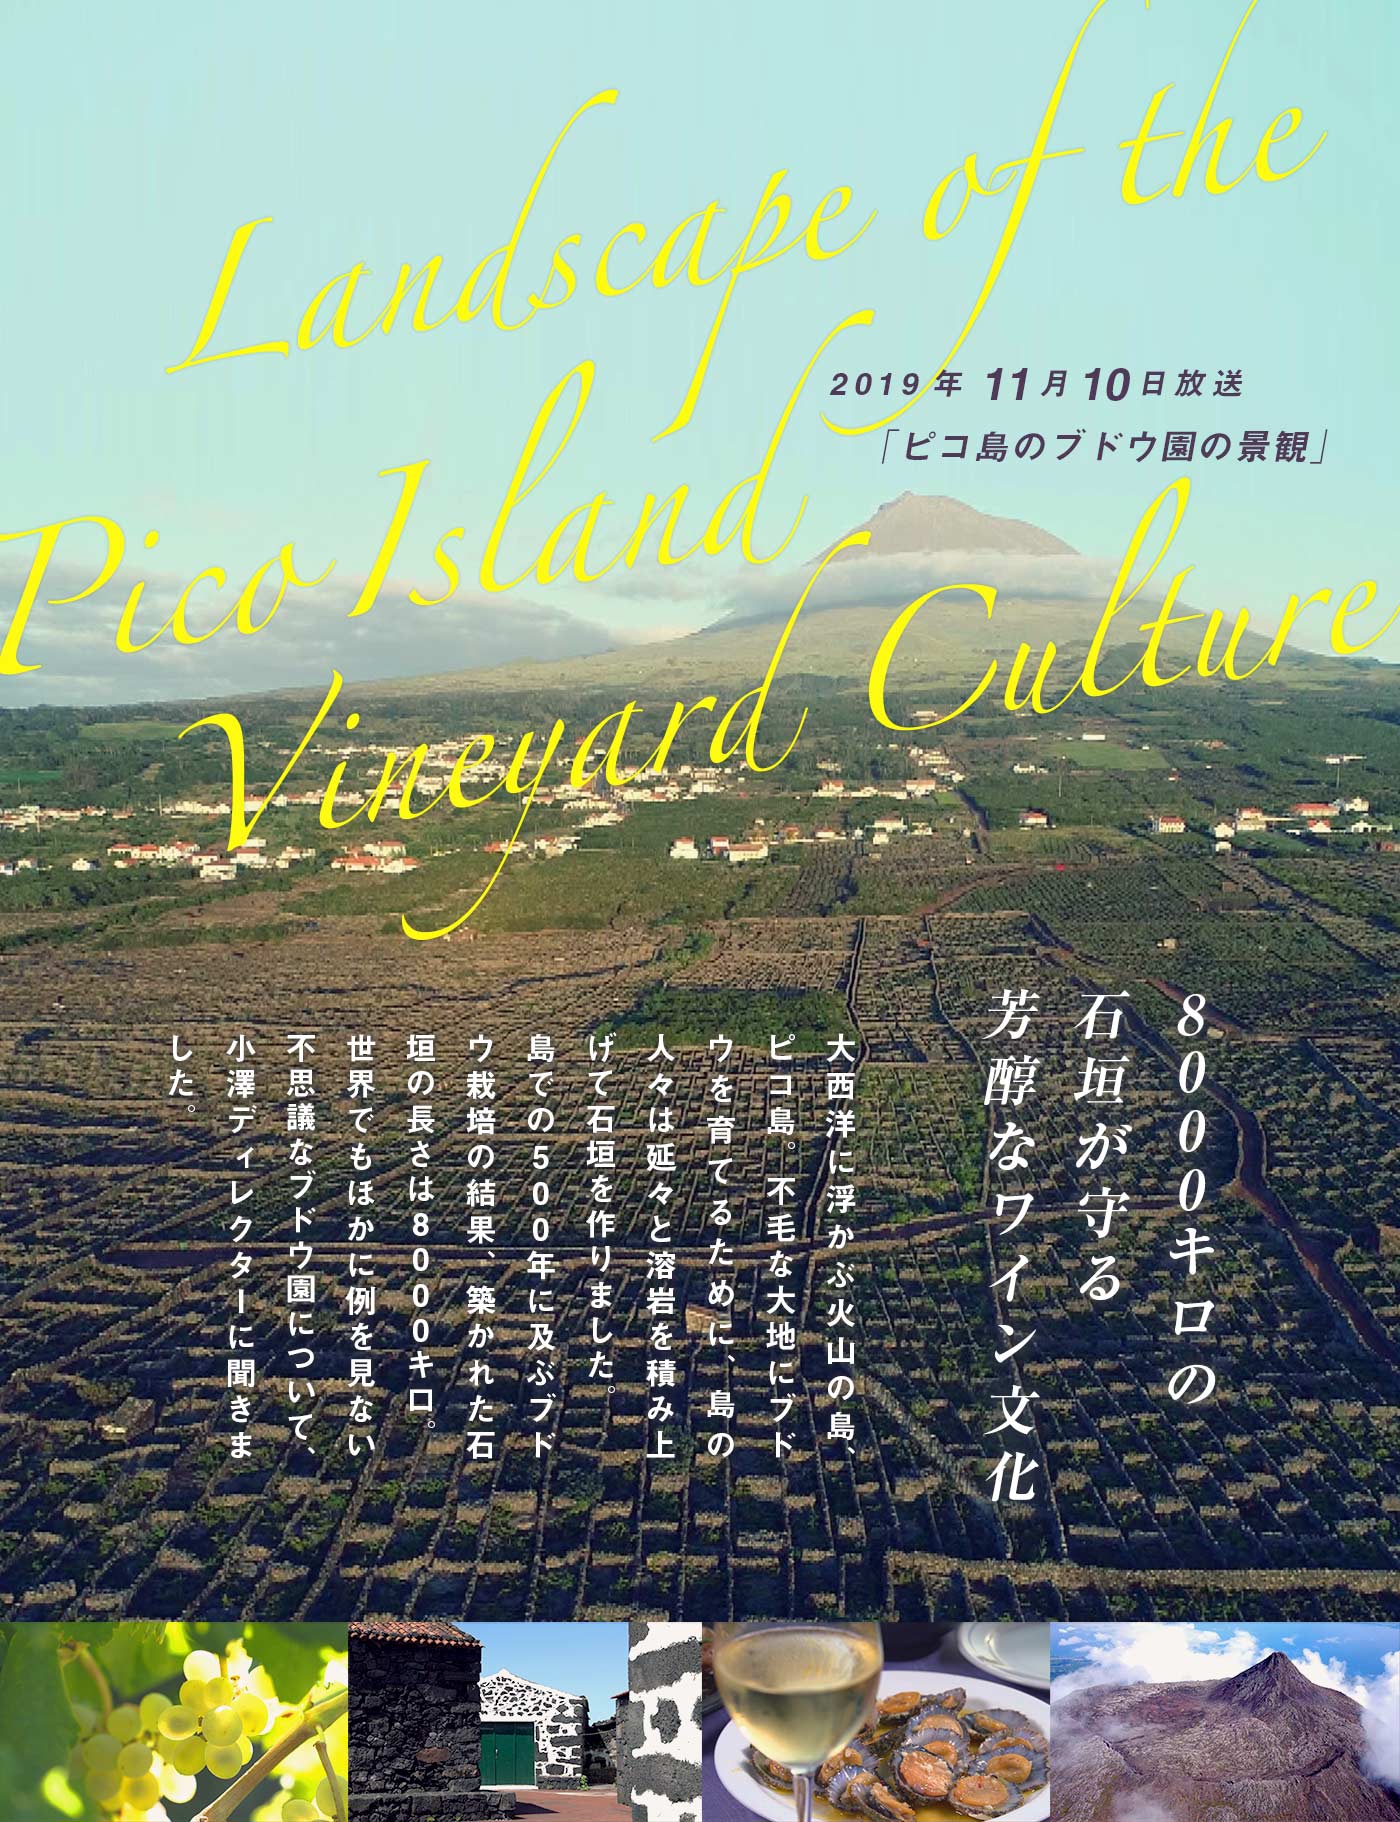 Landscape of the
Pico Island
Vineyard Culture
2019年 11月10日放送
「ピコ島のブドウ園の景観」
8000キロの
石垣が守る
芳醇なワイン文化
大西洋に浮かぶ火山の島、
ピコ島。不毛な大地にブド
ウを育てるために、島の
人々は延々と溶岩を積み上
げて石垣を作りました。
島での500年に及ぶブド
ウ栽培の結果、築かれた石
垣の長さは8000キロ。
世界でもほかに例を見ない
不思議なブドウ園について、
小澤ディレクターに聞きま
した。